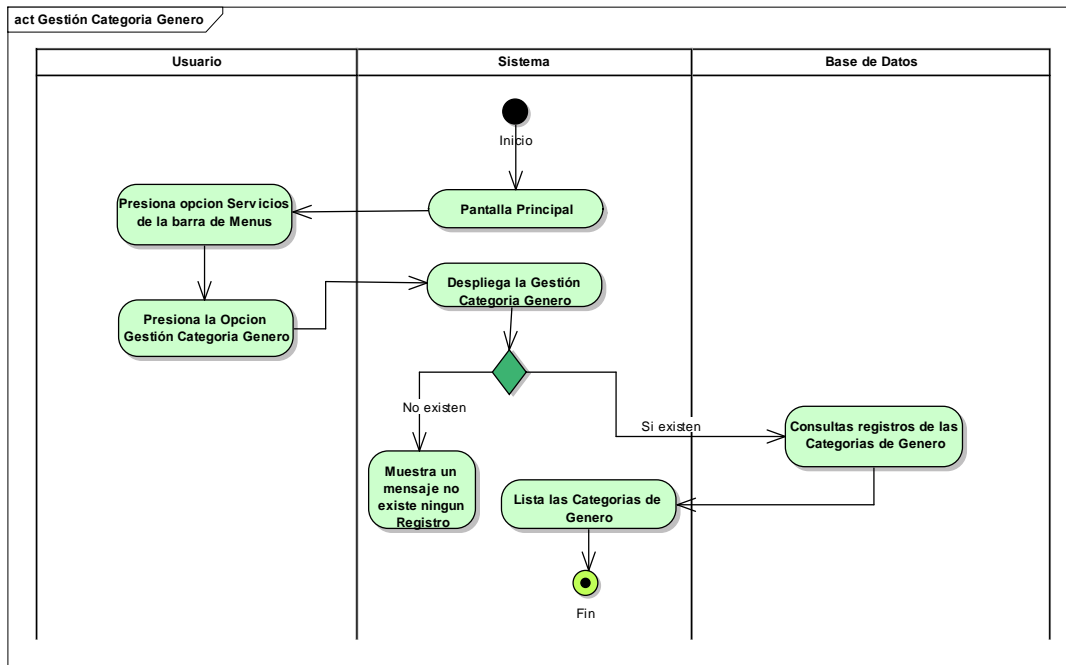 act Gestión Categoria Genero
Usuario
Sistema
Base de Datos
Inicio
Pantalla Principal
Presiona opcion Servicios
de la barra de Menus
Despliega la Gestión
Categoria Genero
Presiona la Opcion
Gestión Categoria Genero
No existen
Si existen
Consultas registros de las
Categorias de Genero
Muestra un
mensaje no
existe ningun
Registro
Lista las Categorias de
Genero
Fin